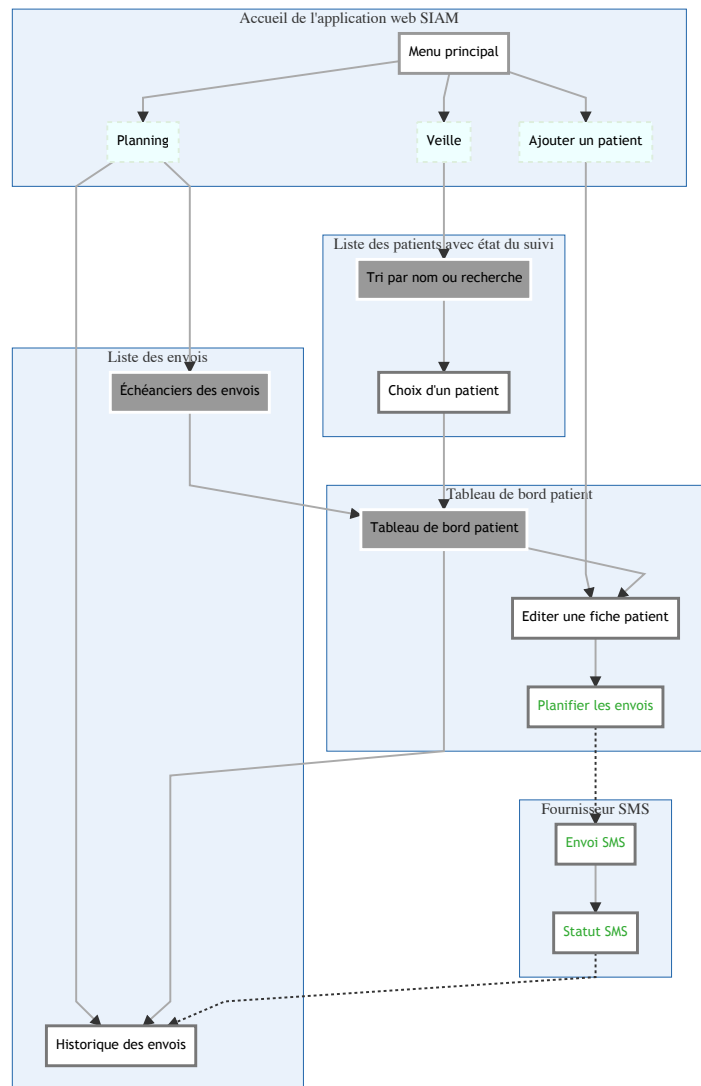 Accueil de l'application web SIAM
Menu principal
Planning
Veille
Ajouter un patient
Liste des patients avec état du suivi
Tri par nom ou recherche
Liste des envois
Échéanciers des envois
Choix d'un patient
Tableau de bord patient
Tableau de bord patient
Editer une fiche patient
Planifier les envois
Fournisseur SMS
Envoi SMS
Statut SMS
Historique des envois